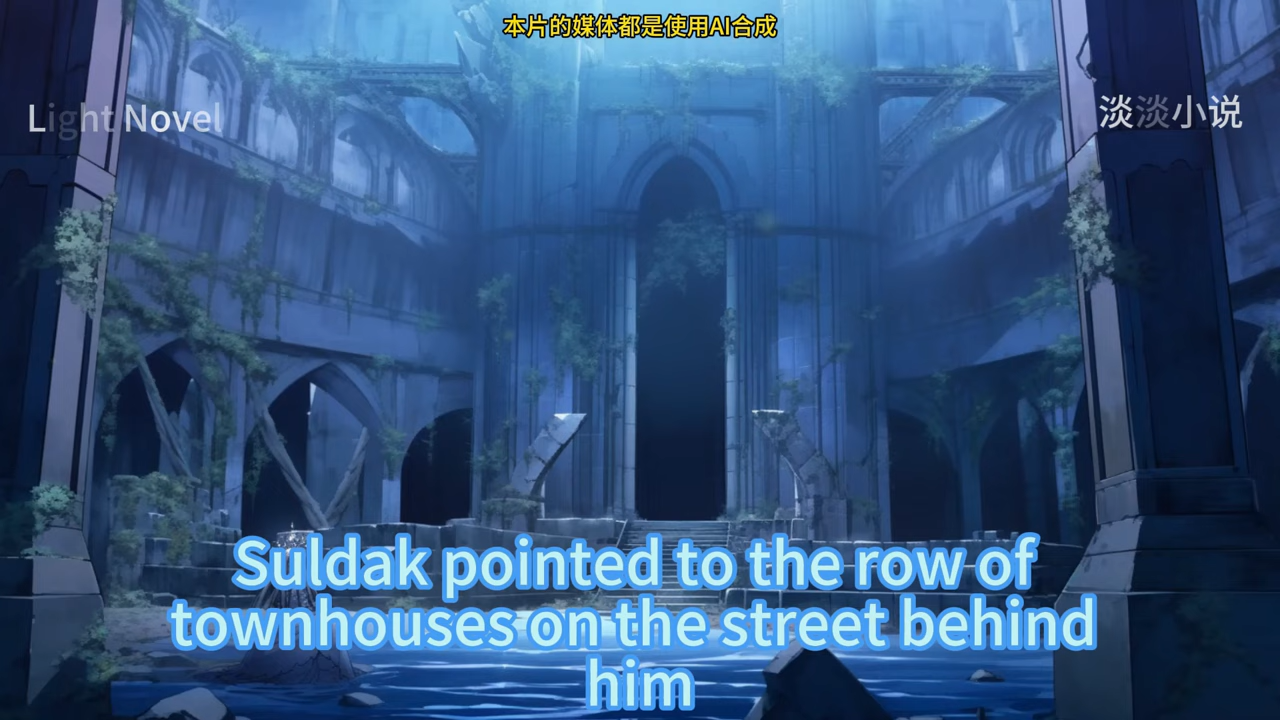 本片的媒体都是使用AI合成
Light Novel
淡淡小说
Suldak pointed to the row of
townhouses on the street behind
him